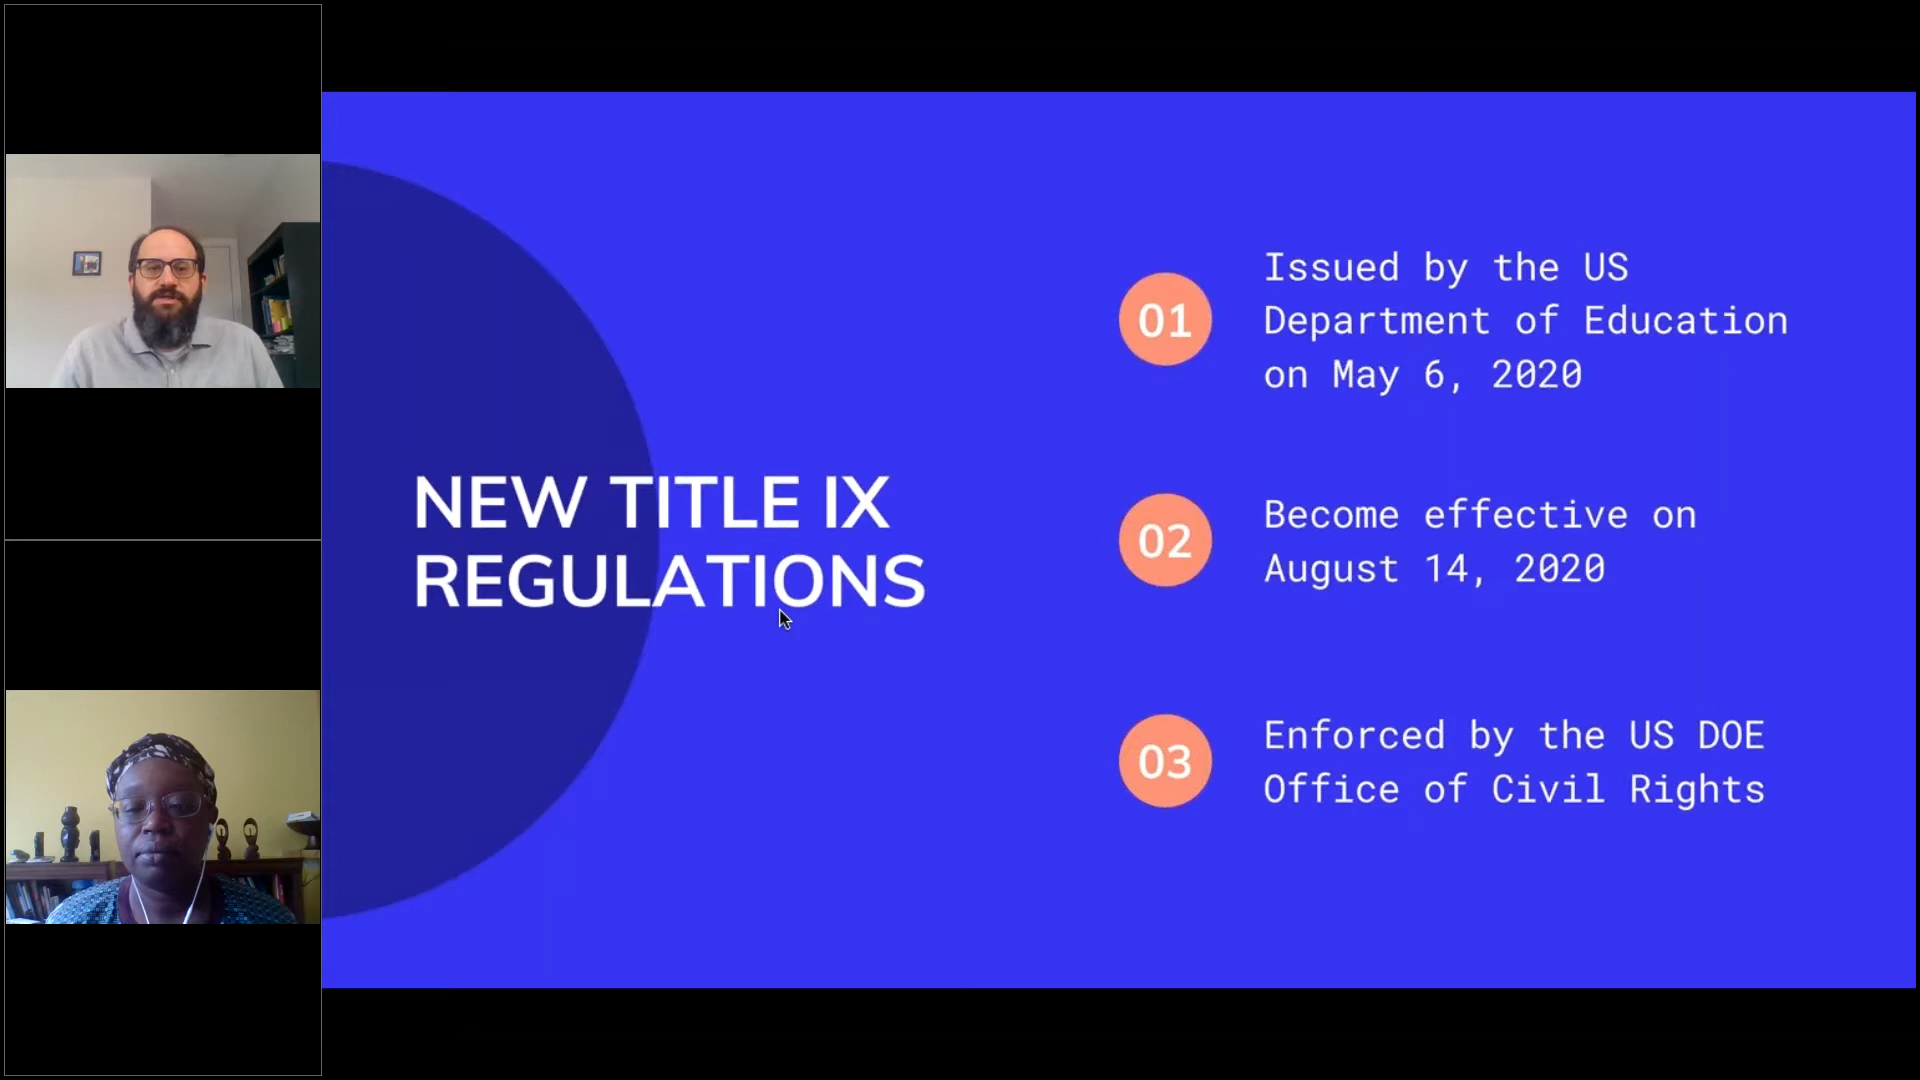 NEW TITLE IX
REGULATIONS
01
Issued by the US
Department of Education
on May 6, 2020
02
Become effective on
August 14, 2020
03
Enforced by the US DOE
Office of Civil Rights